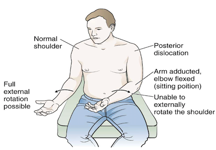 Normal
shoulder
Posterior
dislocation
Arm adducted,
elbow flexed
(sitting poition)
Full
external
rotation
possible
Unable to
externally
rotate the shoulder